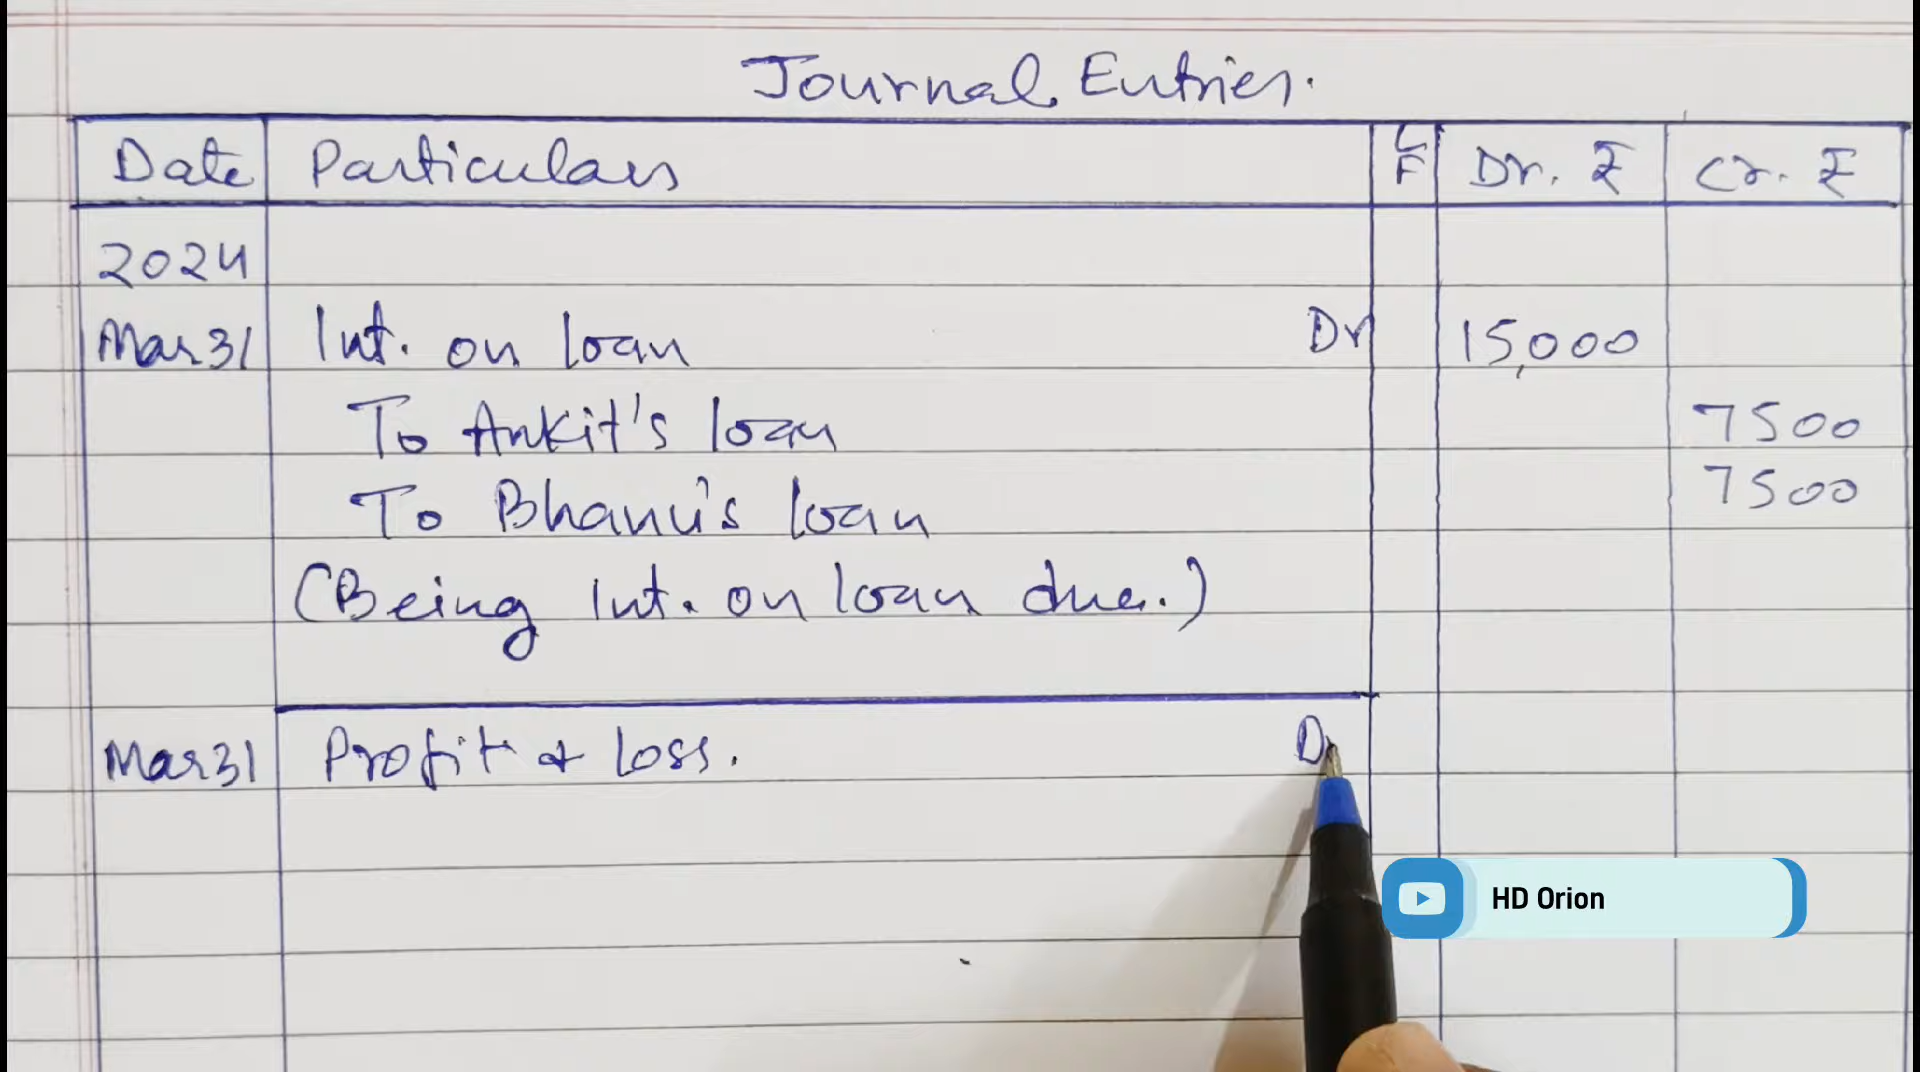 Journal Entries.
Date Particulars L F Dr. ₹ Cr. ₹
2024
Mar 31 Int. on loan Dr 15,000
To Ankit's loan 7500
To Bhanu's loan 7500
(Being Int. on loan due.)
Mar 31 Profit & Loss. Dr
HD Orion